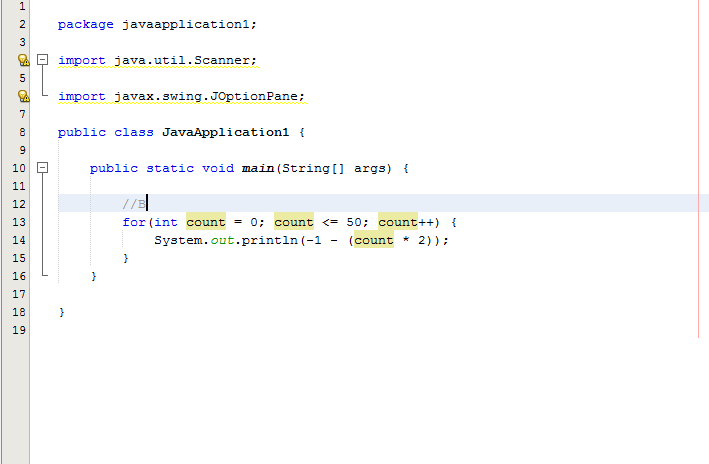 1
2 package javaapplication1;
3
import java.util.Scanner;
5
import javax.swing.JOptionPane;
7
8 public class JavaApplication1 {
9
10 public static void main(String[] args) {
11
12 //B
13 for(int count = 0; count <= 50; count++) {
14 System.out.println(-1 - (count * 2));
15 }
16 }
17
18 }
19